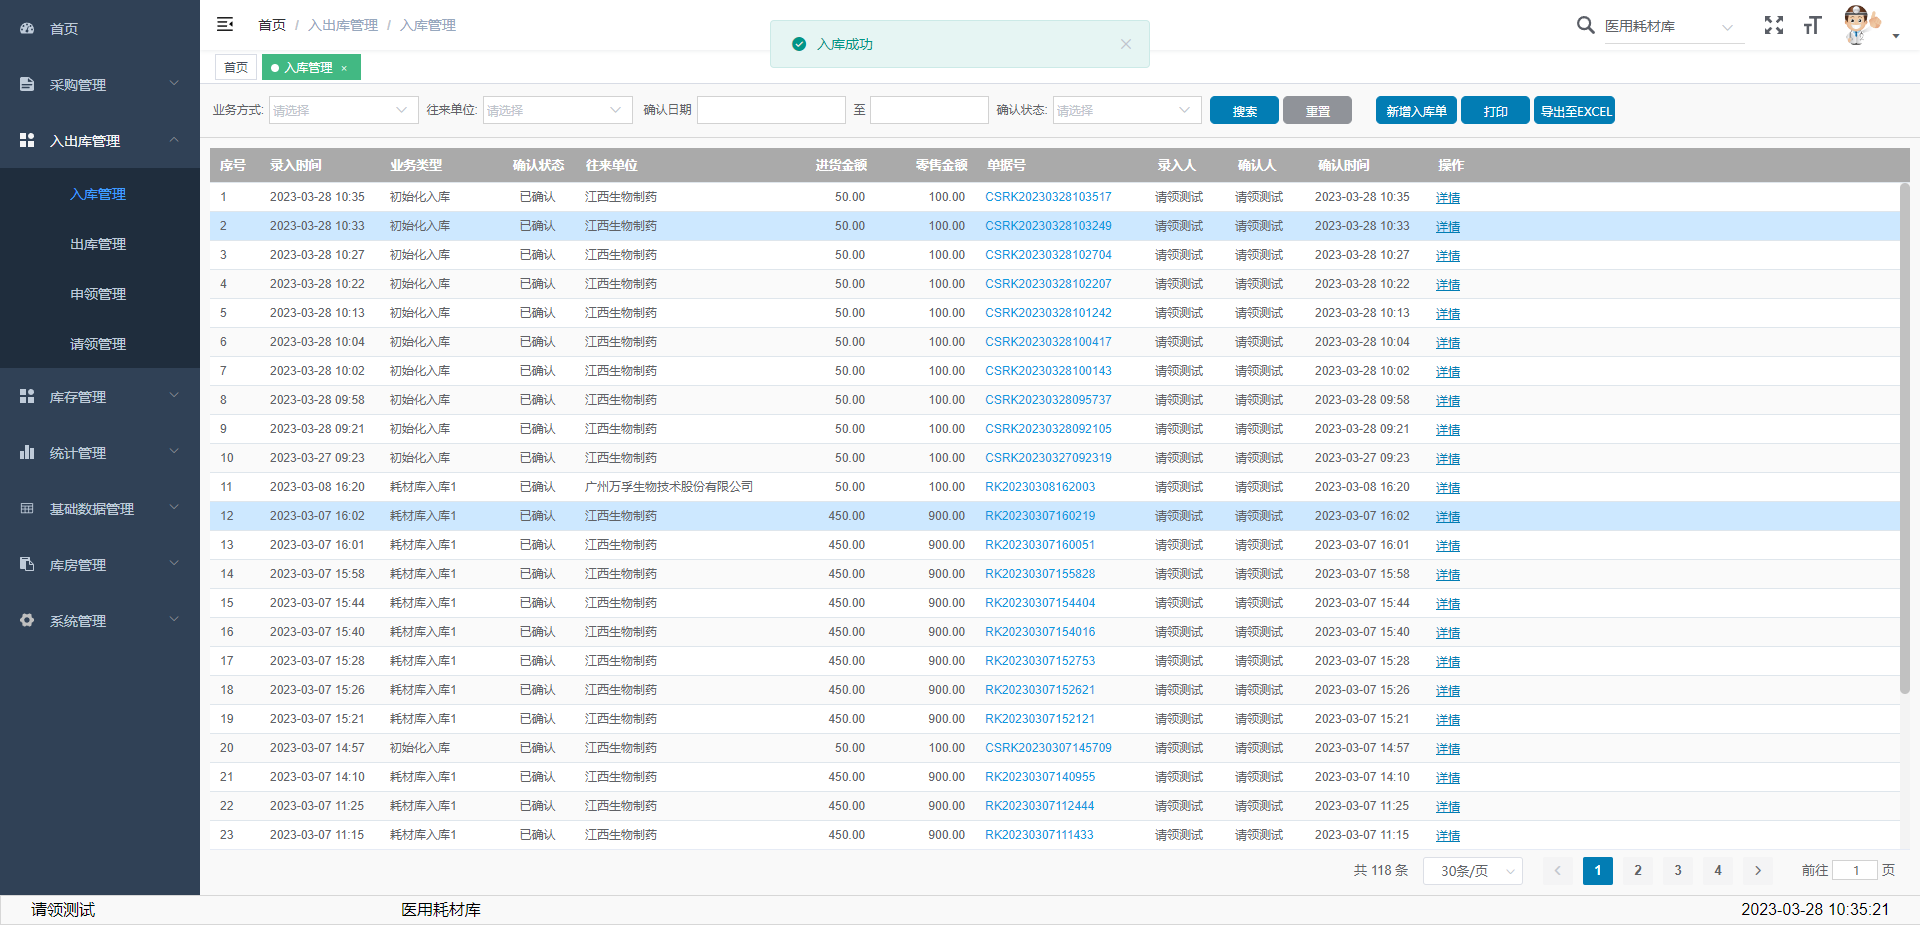 首页
采购管理
入出库管理
入库管理
出库管理
申领管理
请领管理
库存管理
统计管理
基础数据管理
库房管理
系统管理
首页 / 入出库管理 / 入库管理
入库成功
医用耗材库
首页
入库管理 ×
业务方式: 请选择 往来单位: 请选择 确认日期 至 确认状态: 请选择 搜索 重置 新增入库单 打印 导出至EXCEL
序号 录入时间 业务类型 确认状态 往来单位 进货金额 零售金额 单据号 录入人 确认人 确认时间 操作
1 2023-03-28 10:35 初始化入库 已确认 江西生物制药 50.00 100.00 CSRK20230328103517 请领测试 请领测试 2023-03-28 10:35 详情
2 2023-03-28 10:33 初始化入库 已确认 江西生物制药 50.00 100.00 CSRK20230328103249 请领测试 请领测试 2023-03-28 10:33 详情
3 2023-03-28 10:27 初始化入库 已确认 江西生物制药 50.00 100.00 CSRK20230328102704 请领测试 请领测试 2023-03-28 10:27 详情
4 2023-03-28 10:22 初始化入库 已确认 江西生物制药 50.00 100.00 CSRK20230328102207 请领测试 请领测试 2023-03-28 10:22 详情
5 2023-03-28 10:13 初始化入库 已确认 江西生物制药 50.00 100.00 CSRK20230328101242 请领测试 请领测试 2023-03-28 10:13 详情
6 2023-03-28 10:04 初始化入库 已确认 江西生物制药 50.00 100.00 CSRK20230328100417 请领测试 请领测试 2023-03-28 10:04 详情
7 2023-03-28 10:02 初始化入库 已确认 江西生物制药 50.00 100.00 CSRK20230328100143 请领测试 请领测试 2023-03-28 10:02 详情
8 2023-03-28 09:58 初始化入库 已确认 江西生物制药 50.00 100.00 CSRK20230328095737 请领测试 请领测试 2023-03-28 09:58 详情
9 2023-03-28 09:21 初始化入库 已确认 江西生物制药 50.00 100.00 CSRK20230328092105 请领测试 请领测试 2023-03-28 09:21 详情
10 2023-03-27 09:23 初始化入库 已确认 江西生物制药 50.00 100.00 CSRK20230327092319 请领测试 请领测试 2023-03-27 09:23 详情
11 2023-03-08 16:20 耗材库入库1 已确认 广州万孚生物技术股份有限公司 50.00 100.00 RK20230308162003 请领测试 请领测试 2023-03-08 16:20 详情
12 2023-03-07 16:02 耗材库入库1 已确认 江西生物制药 450.00 900.00 RK20230307160219 请领测试 请领测试 2023-03-07 16:02 详情
13 2023-03-07 16:01 耗材库入库1 已确认 江西生物制药 450.00 900.00 RK20230307160051 请领测试 请领测试 2023-03-07 16:01 详情
14 2023-03-07 15:58 耗材库入库1 已确认 江西生物制药 450.00 900.00 RK20230307155828 请领测试 请领测试 2023-03-07 15:58 详情
15 2023-03-07 15:44 耗材库入库1 已确认 江西生物制药 450.00 900.00 RK20230307154404 请领测试 请领测试 2023-03-07 15:44 详情
16 2023-03-07 15:40 耗材库入库1 已确认 江西生物制药 450.00 900.00 RK20230307154016 请领测试 请领测试 2023-03-07 15:40 详情
17 2023-03-07 15:28 耗材库入库1 已确认 江西生物制药 450.00 900.00 RK20230307152753 请领测试 请领测试 2023-03-07 15:28 详情
18 2023-03-07 15:26 耗材库入库1 已确认 江西生物制药 450.00 900.00 RK20230307152621 请领测试 请领测试 2023-03-07 15:26 详情
19 2023-03-07 15:21 耗材库入库1 已确认 江西生物制药 450.00 900.00 RK20230307152121 请领测试 请领测试 2023-03-07 15:21 详情
20 2023-03-07 14:57 初始化入库 已确认 江西生物制药 50.00 100.00 CSRK20230307145709 请领测试 请领测试 2023-03-07 14:57 详情
21 2023-03-07 14:10 耗材库入库1 已确认 江西生物制药 450.00 900.00 RK20230307140955 请领测试 请领测试 2023-03-07 14:10 详情
22 2023-03-07 11:25 耗材库入库1 已确认 江西生物制药 450.00 900.00 RK20230307112444 请领测试 请领测试 2023-03-07 11:25 详情
23 2023-03-07 11:15 耗材库入库1 已确认 江西生物制药 450.00 900.00 RK20230307111433 请领测试 请领测试 2023-03-07 11:15 详情
共 118 条 30条/页 1 2 3 4 前往 1 页
请领测试 医用耗材库 2023-03-28 10:35:21